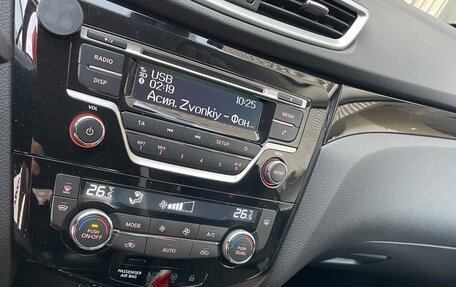 RADIO
DISP
USB
02:19
10:25
Асия, Zvonkiy - Фон..
MEDIA
VOL
TA
SETUP
RPT 1
MIX 2
3
4
5
A-Z 6
ENTER
26.5 °C
26.5 °C
MODE
A/C
PUSH ON-OFF
AUTO
PUSH DUAL
PASSENGER AIR BAG